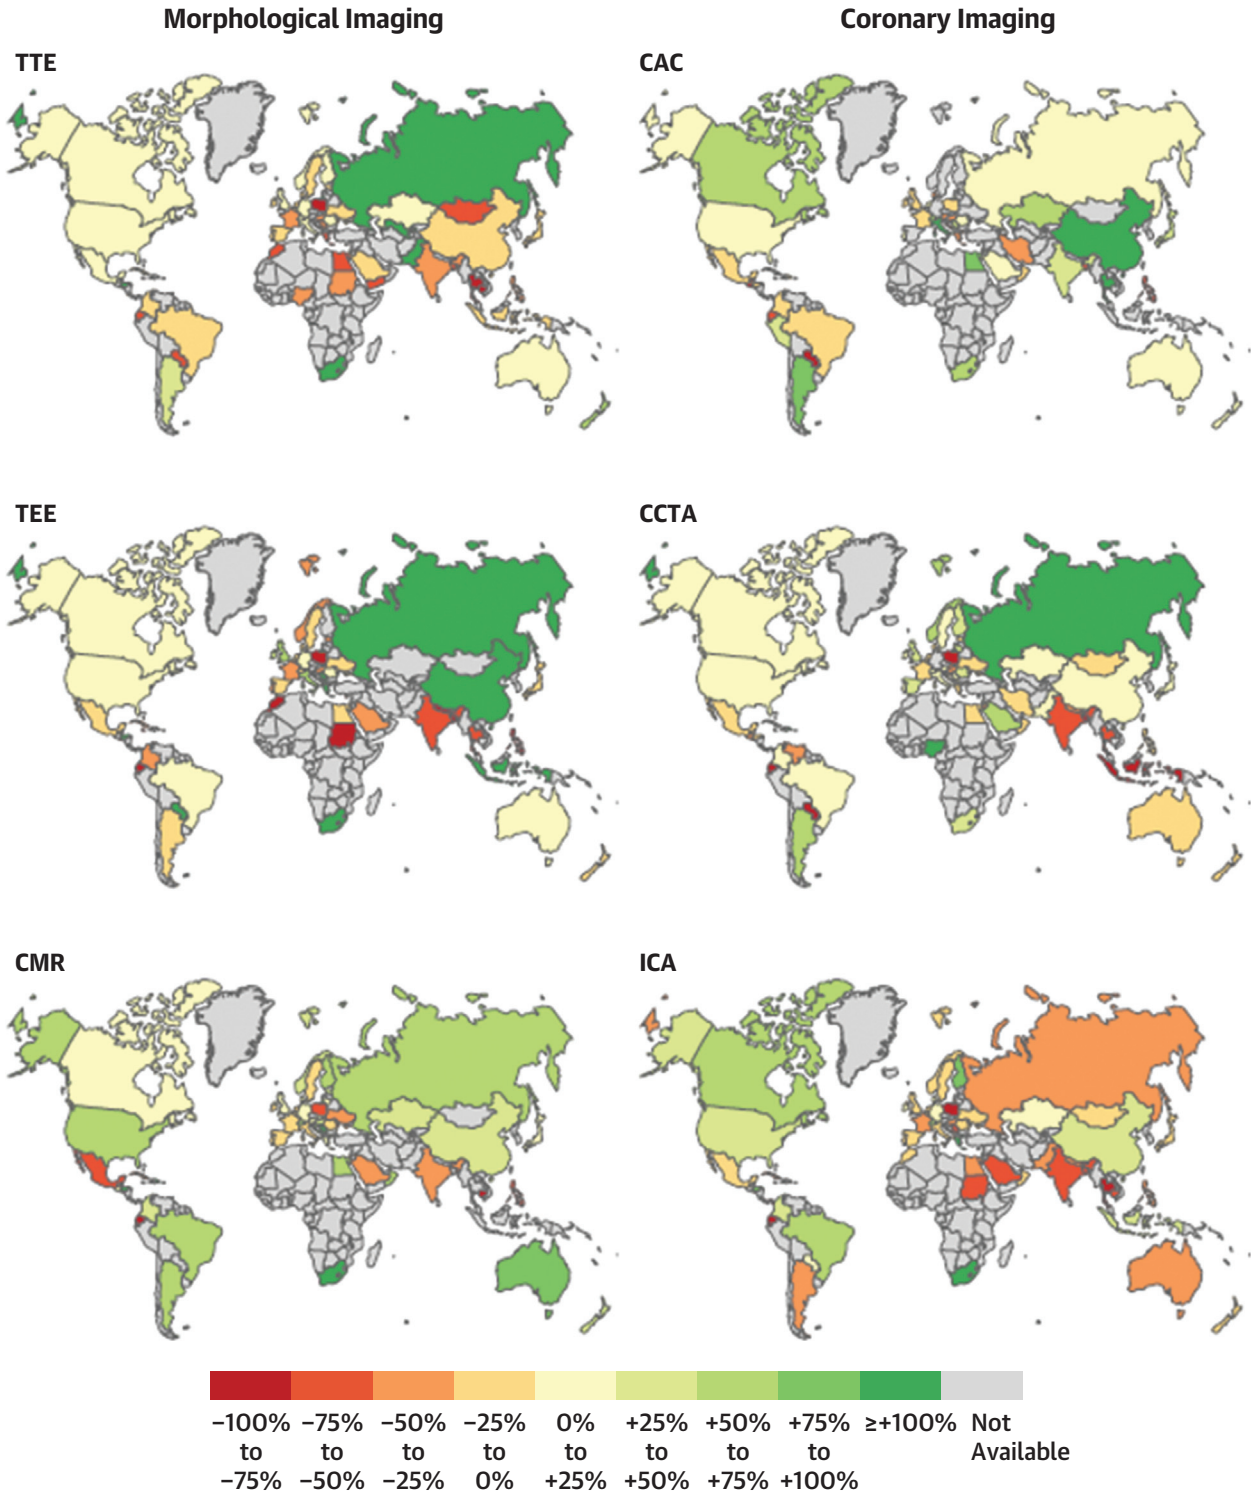 Morphological Imaging
Coronary Imaging
TTE
CAC
TEE
CCTA
CMR
ICA
−100% −75% −50% −25% 0% +25% +50% +75% ≥+100% Not
to to to to to to to to Available
−75% −50% −25% 0% +25% +50% +75% +100%